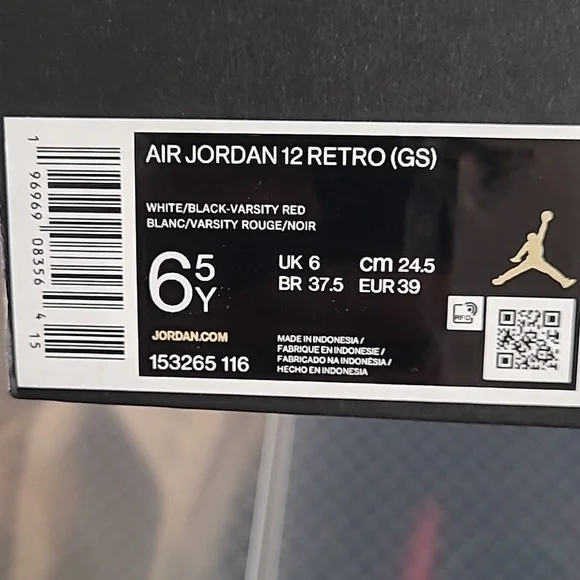 AIR JORDAN 12 RETRO (GS)
WHITE/BLACK-VARSITY RED
BLANC/VARSITY ROUGE/NOIR
6 5 Y
UK 6 cm 24.5
BR 37.5 EUR 39
JORDAN.COM
153265 116
MADE IN INDONESIA /
FABRIQUE EN INDONESIE /
FABRICADO NA INDONÉSIA /
HECHO EN INDONESIA
RFID
1 96969 08356 4 15